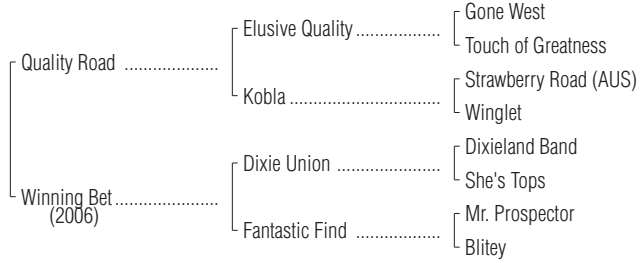 Gone West
Elusive Quality ..................
Touch of Greatness
Quality Road ....................
Strawberry Road (AUS)
Kobla ................................
Winglet
Dixieland Band
Dixie Union ......................
She's Tops
Winning Bet ......................
(2006)
Mr. Prospector
Fantastic Find ..................
Blitey